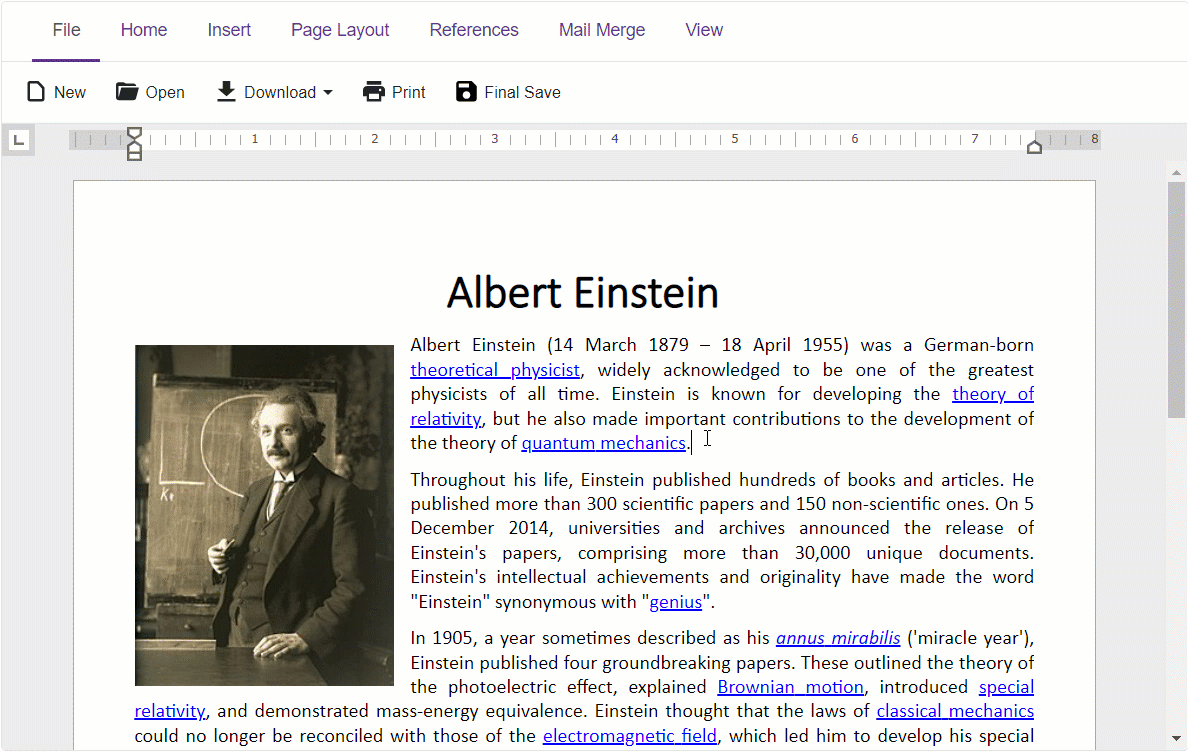 File Home Insert Page Layout References Mail Merge View
New Open Download Print Final Save
L 1 2 3 4 5 6 7 8
Albert Einstein
Albert Einstein (14 March 1879 – 18 April 1955) was a German-born
theoretical physicist, widely acknowledged to be one of the greatest
physicists of all time. Einstein is known for developing the theory of
relativity, but he also made important contributions to the development of
the theory of quantum mechanics.
Throughout his life, Einstein published hundreds of books and articles. He
published more than 300 scientific papers and 150 non-scientific ones. On 5
December 2014, universities and archives announced the release of
Einstein's papers, comprising more than 30,000 unique documents.
Einstein's intellectual achievements and originality have made the word
"Einstein" synonymous with "genius".
In 1905, a year sometimes described as his annus mirabilis ('miracle year'),
Einstein published four groundbreaking papers. These outlined the theory of
the photoelectric effect, explained Brownian motion, introduced special
relativity, and demonstrated mass-energy equivalence. Einstein thought that the laws of classical mechanics
could no longer be reconciled with those of the electromagnetic field, which led him to develop his special